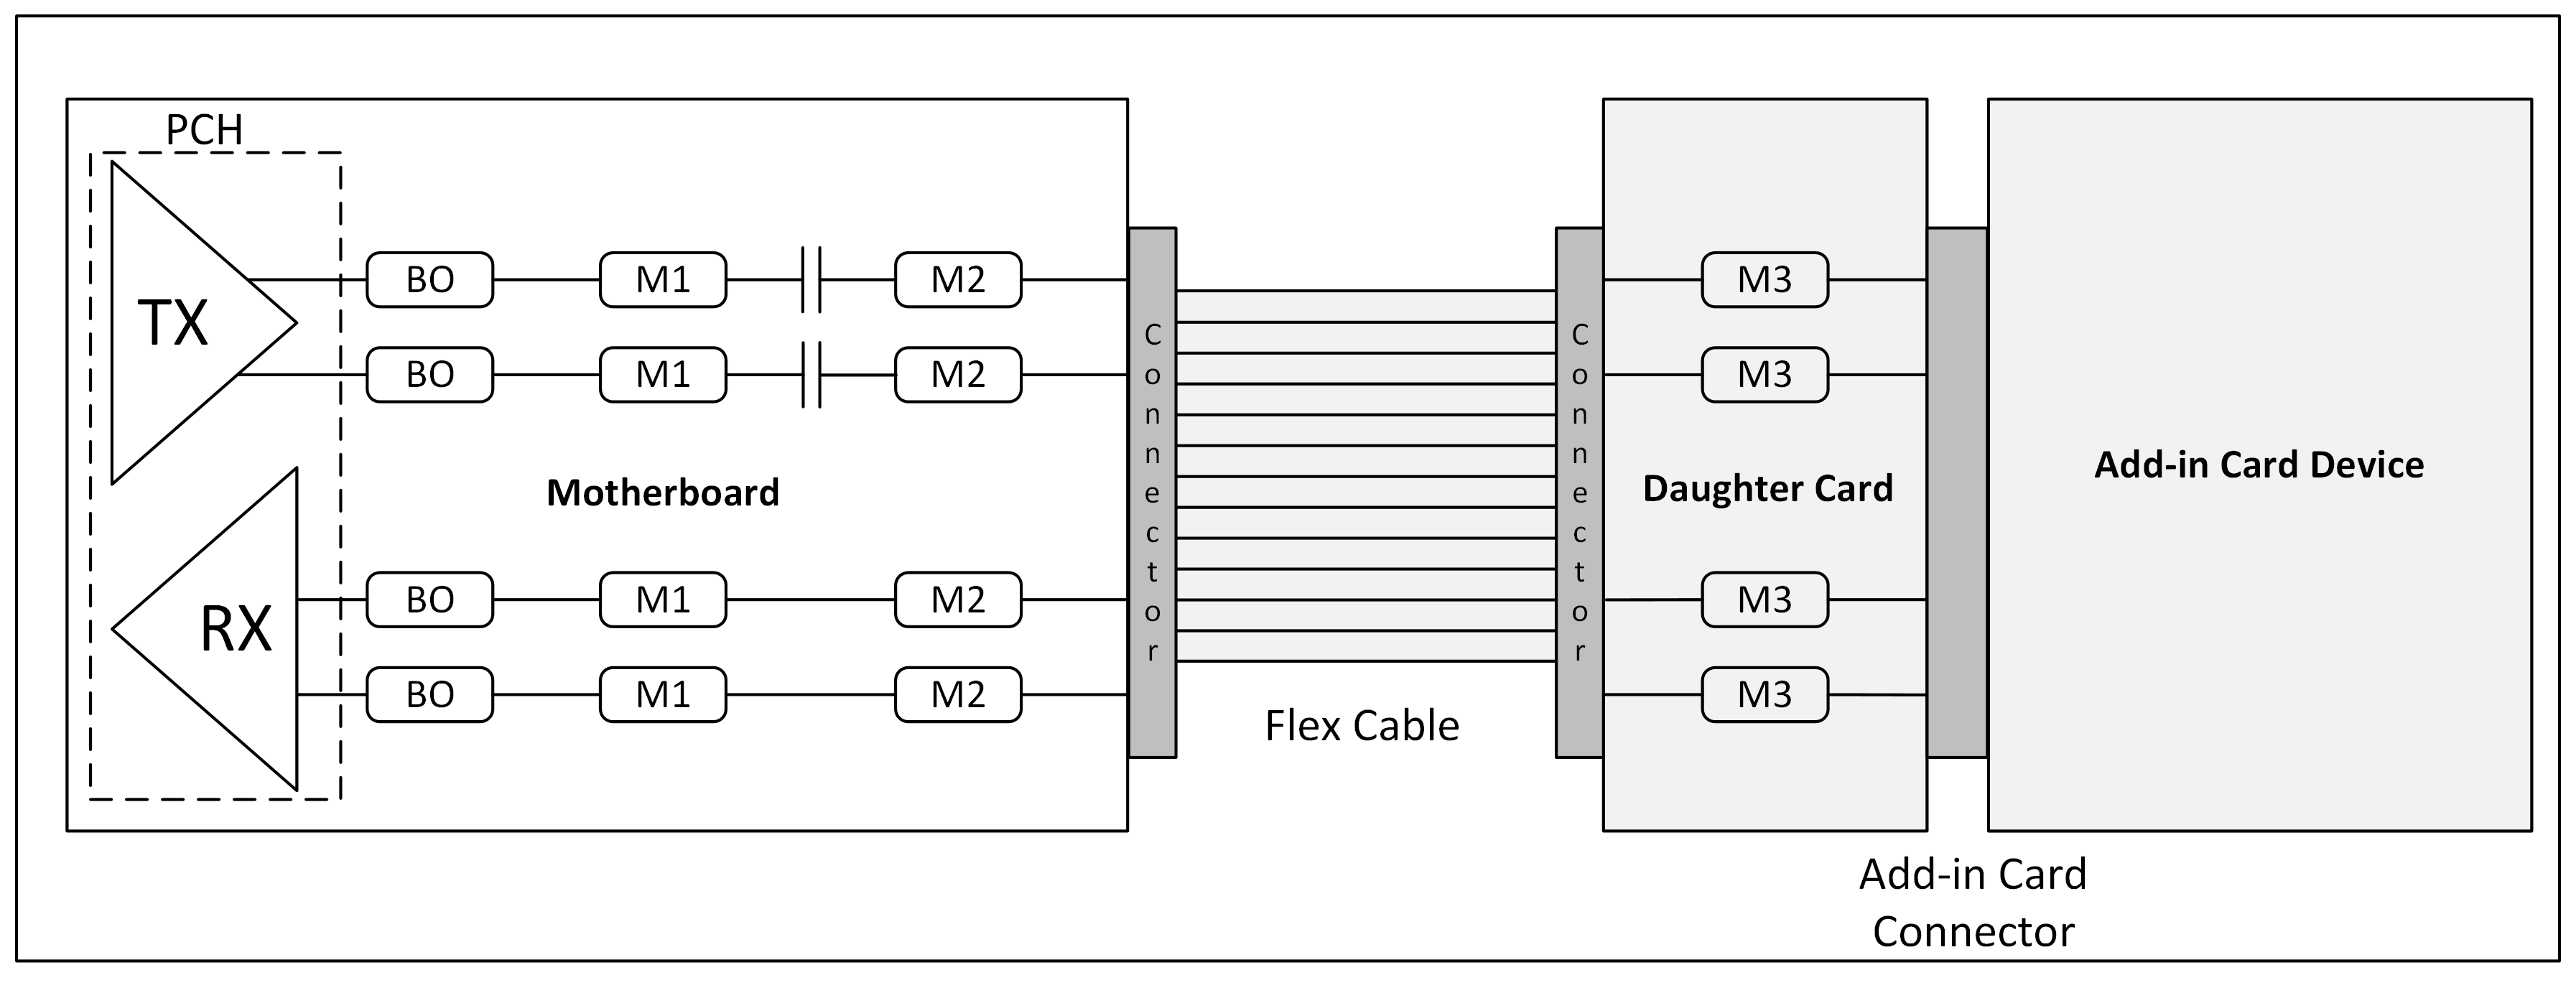 PCH
TX
BO M1 M2
BO M1 M2
Motherboard
RX
BO M1 M2
BO M1 M2
Connector
Flex Cable
Connector
M3
M3
Daughter Card
M3
M3
Add-in Card
Connector
Add-in Card Device